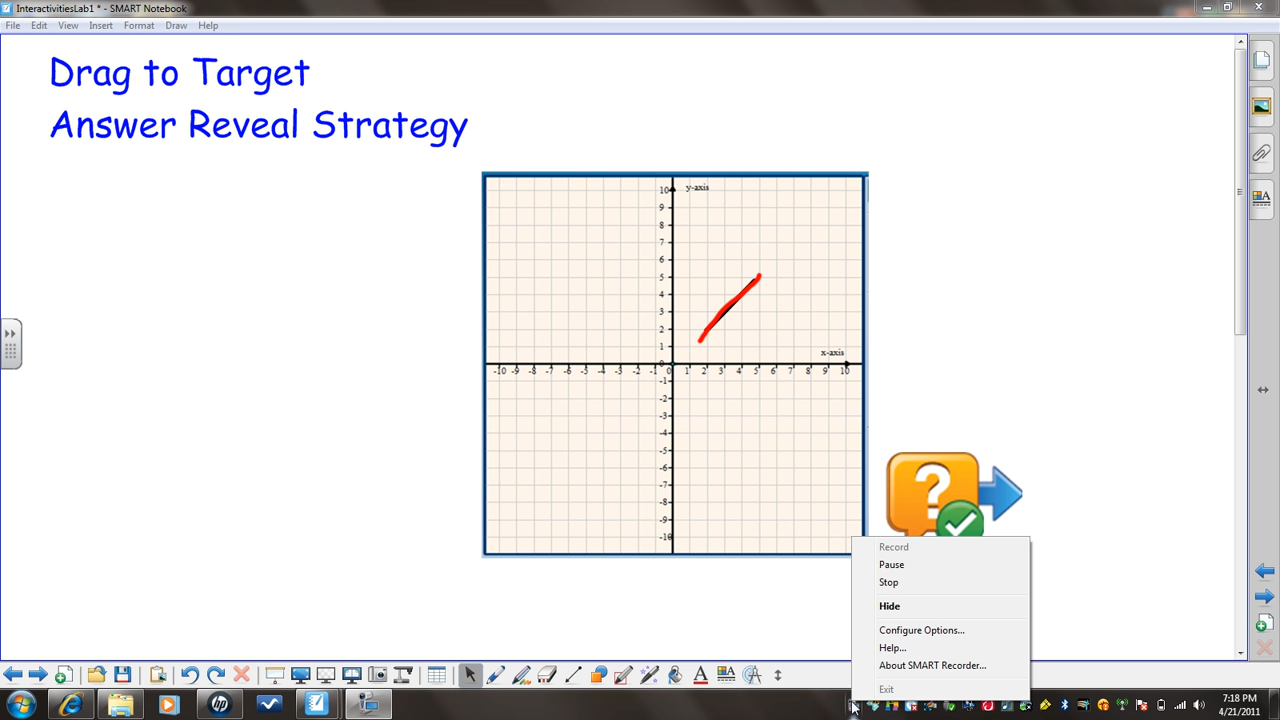 InteractivitiesLab1 * - SMART Notebook
File Edit View Insert Format Draw Help
Drag to Target
Answer Reveal Strategy
y-axis
10
9
8
7
6
5
4
3
2
1
0
x-axis
-10 -9 -8 -7 -6 -5 -4 -3 -2 -1 0 1 2 3 4 5 6 7 8 9 10
-1
-2
-3
-4
-5
-6
-7
-8
-9
-10
?
Record
Pause
Stop
Hide
Configure Options...
Help...
About SMART Recorder...
Exit
A A
hp
7:18 PM
4/21/2011